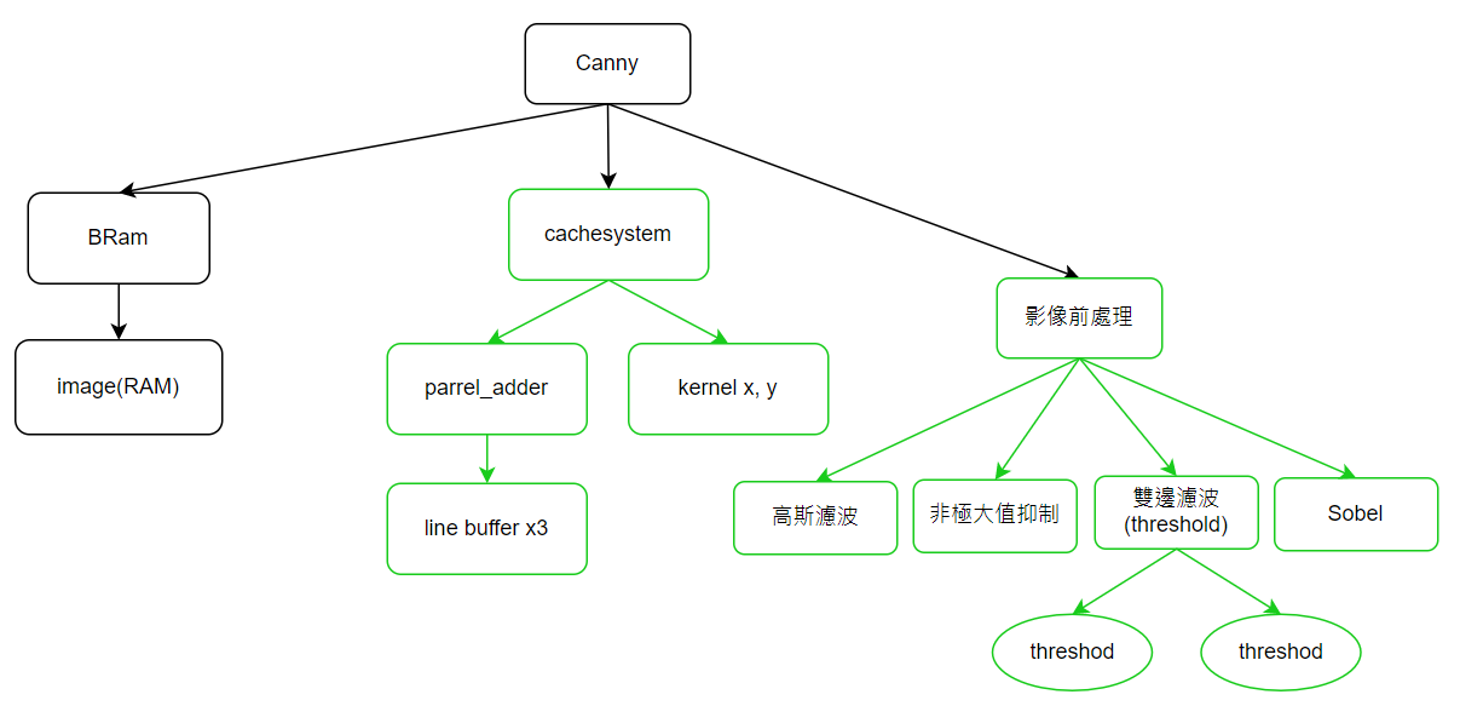 Canny
BRam
cachesystem
影像前處理
image(RAM)
parrel_adder
kernel x, y
line buffer x3
高斯濾波
非極大值抑制
雙邊濾波
(threshold)
Sobel
threshod
threshod